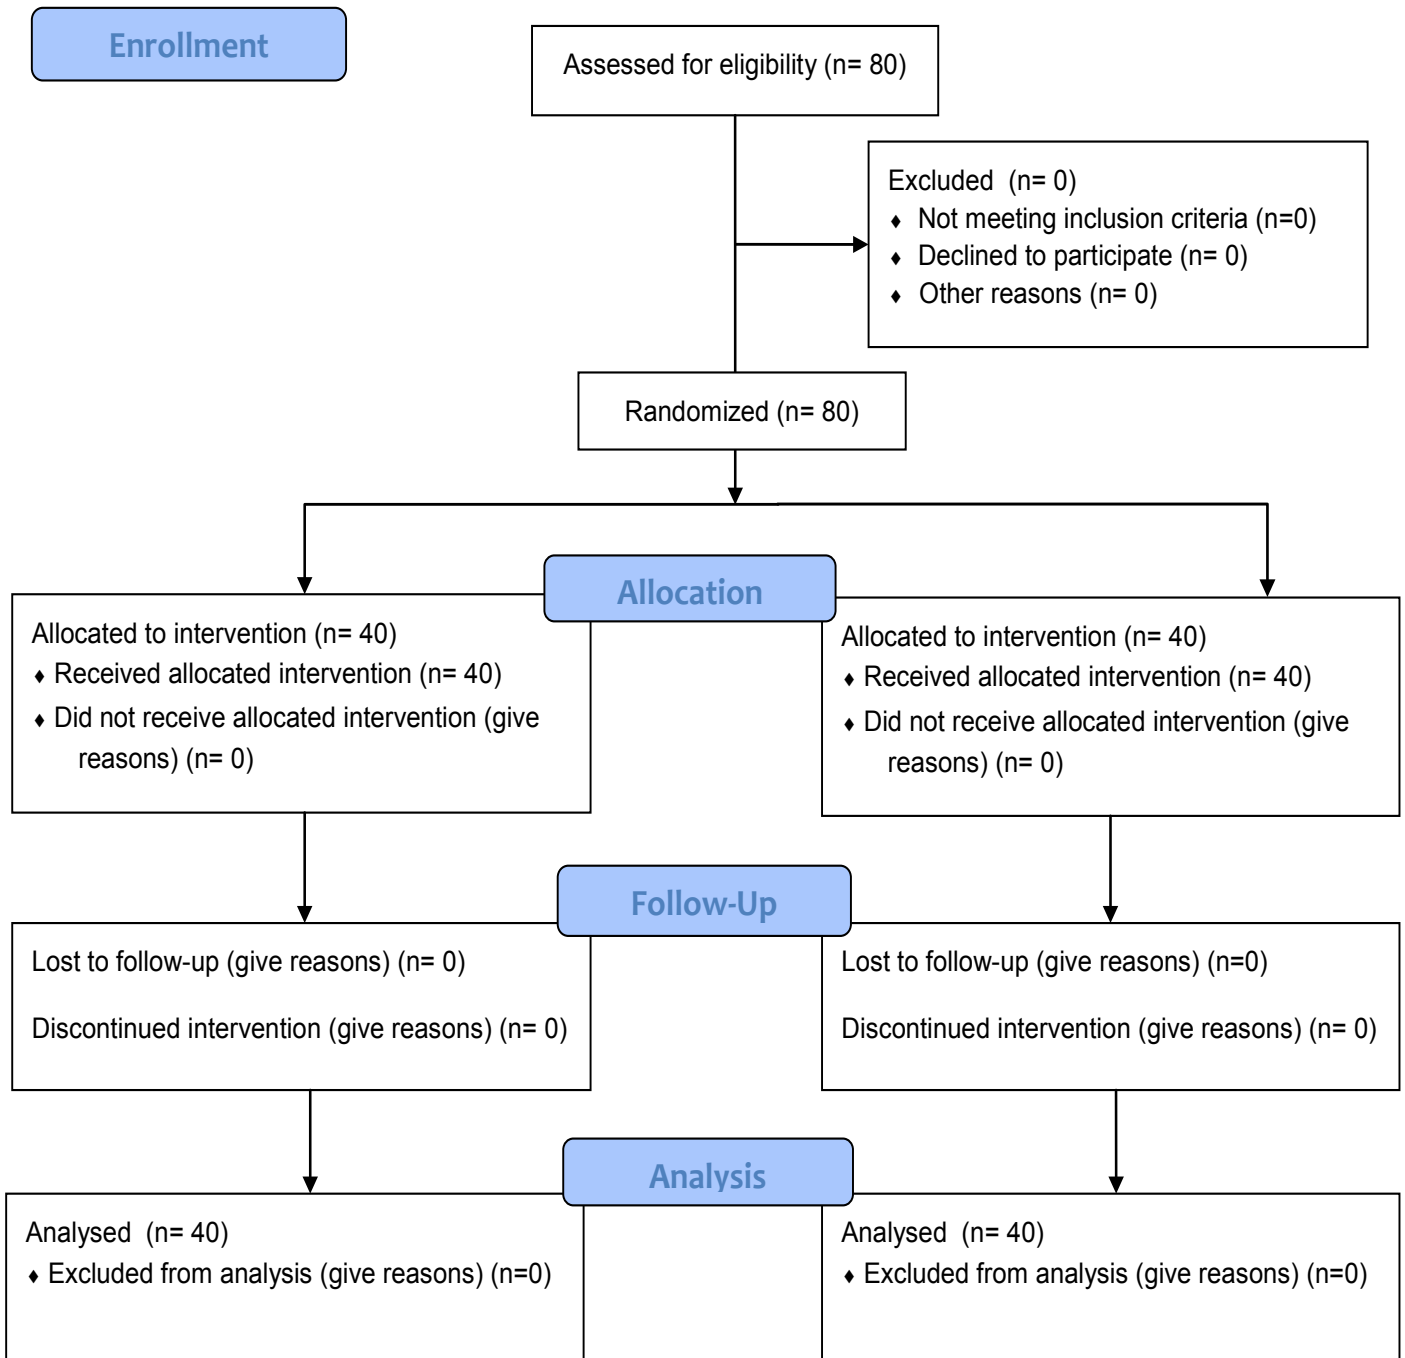 Enrollment
Assessed for eligibility (n= 80)
Excluded  (n= 0)
♦ Not meeting inclusion criteria (n=0)
♦ Declined to participate (n= 0)
♦ Other reasons (n= 0)
Randomized (n= 80)
Allocation
Allocated to intervention (n= 40)
♦ Received allocated intervention (n= 40)
♦ Did not receive allocated intervention (give
reasons) (n= 0)
Allocated to intervention (n= 40)
♦ Received allocated intervention (n= 40)
♦ Did not receive allocated intervention (give
reasons) (n= 0)
Follow-Up
Lost to follow-up (give reasons) (n= 0)
Discontinued intervention (give reasons) (n= 0)
Lost to follow-up (give reasons) (n=0)
Discontinued intervention (give reasons) (n= 0)
Analysis
Analysed  (n= 40)
♦ Excluded from analysis (give reasons) (n=0)
Analysed  (n= 40)
♦ Excluded from analysis (give reasons) (n=0)